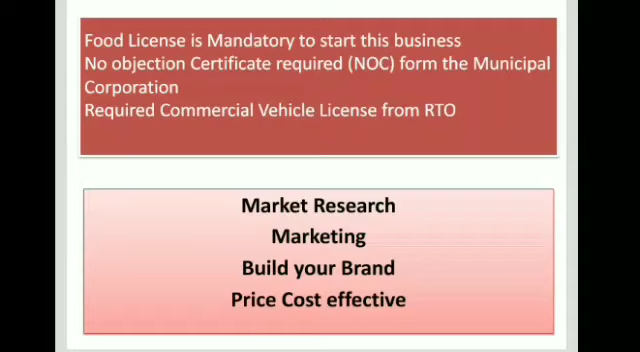 Food License is Mandatory to start this business
No objection Certificate required (NOC) form the Municipal
Corporation
Required Commercial Vehicle License from RTO
Market Research
Marketing
Build your Brand
Price Cost effective